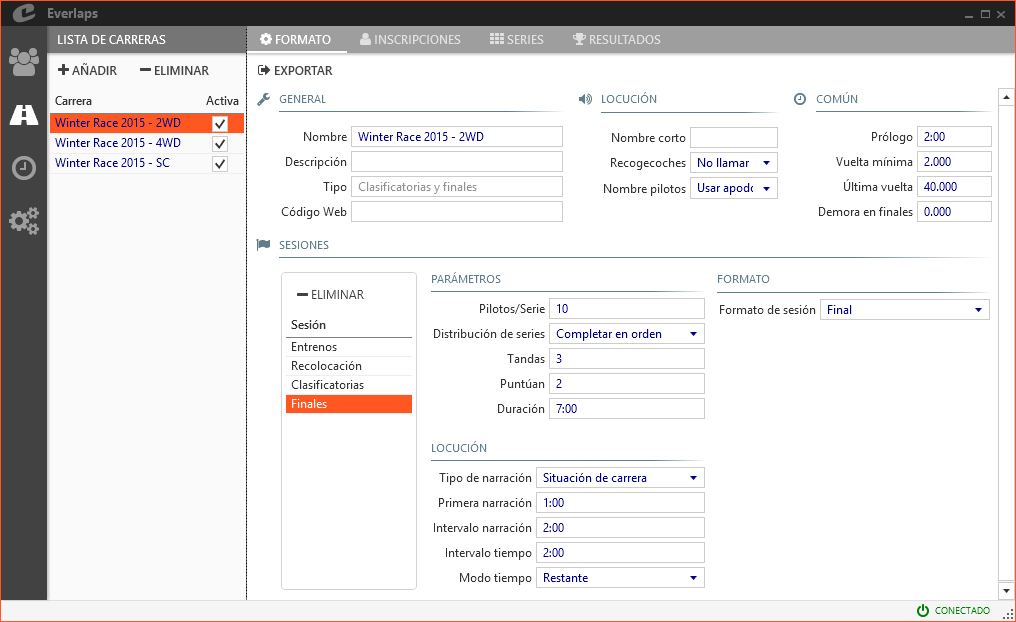 Everlaps
LISTA DE CARRERAS
FORMATO INSCRIPCIONES SERIES RESULTADOS
AÑADIR ELIMINAR
EXPORTAR
Carrera Activa
Winter Race 2015 - 2WD
Winter Race 2015 - 4WD
Winter Race 2015 - SC
GENERAL
Nombre Winter Race 2015 - 2WD
Descripción
Tipo Clasificatorias y finales
Código Web
LOCUCIÓN
Nombre corto
Recogecoches No llamar
Nombre pilotos Usar apodo
COMÚN
Prólogo 2:00
Vuelta mínima 2.000
Última vuelta 40.000
Demora en finales 0.000
SESIONES
ELIMINAR
Sesión
Entrenos
Recolocación
Clasificatorias
Finales
PARÁMETROS
Pilotos/Serie 10
Distribución de series Completar en orden
Tandas 3
Puntúan 2
Duración 7:00
FORMATO
Formato de sesión Final
LOCUCIÓN
Tipo de narración Situación de carrera
Primera narración 1:00
Intervalo narración 2:00
Intervalo tiempo 2:00
Modo tiempo Restante
CONECTADO